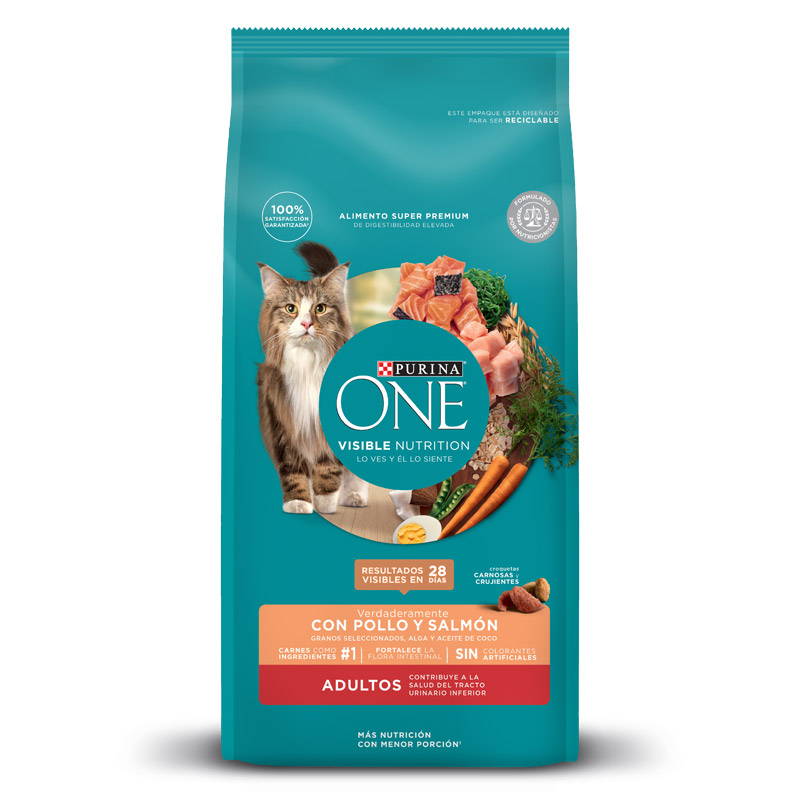 ESTE EMPAQUE ESTÁ DISEÑADO
PARA SER RECICLABLE
100%
SATISFACCIÓN
GARANTIZADA¹
ALIMENTO SUPER PREMIUM
DE DIGESTIBILIDAD ELEVADA
FORMULADO
POR NUTRICIONISTAS
PURINA
ONE
VISIBLE NUTRITION
LO VES Y ÉL LO SIENTE
RESULTADOS
VISIBLES EN
28
DÍAS
croquetas
CARNOSAS y
CRUJIENTES
Verdaderamente
CON POLLO Y SALMÓN
GRANOS SELECCIONADOS, ALGA Y ACEITE DE COCO
CARNES COMO
INGREDIENTES
#1
FORTALECE LA
FLORA INTESTINAL
SIN
COLORANTES
ARTIFICIALES
ADULTOS
CONTRIBUYE A LA
SALUD DEL TRACTO
URINARIO INFERIOR
MÁS NUTRICIÓN
CON MENOR PORCIÓN¹